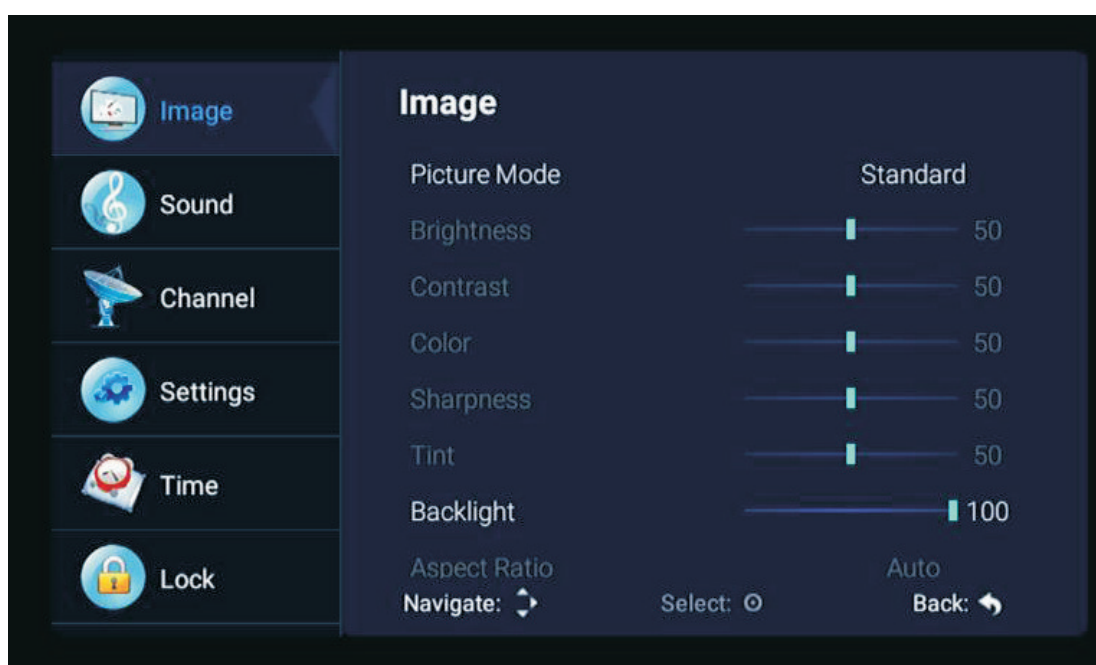 Image
Sound
Channel
Settings
Time
Lock
Image
Picture Mode Standard
Brightness 50
Contrast 50
Color 50
Sharpness 50
Tint 50
Backlight 100
Aspect Ratio Auto
Navigate: Select: Back: